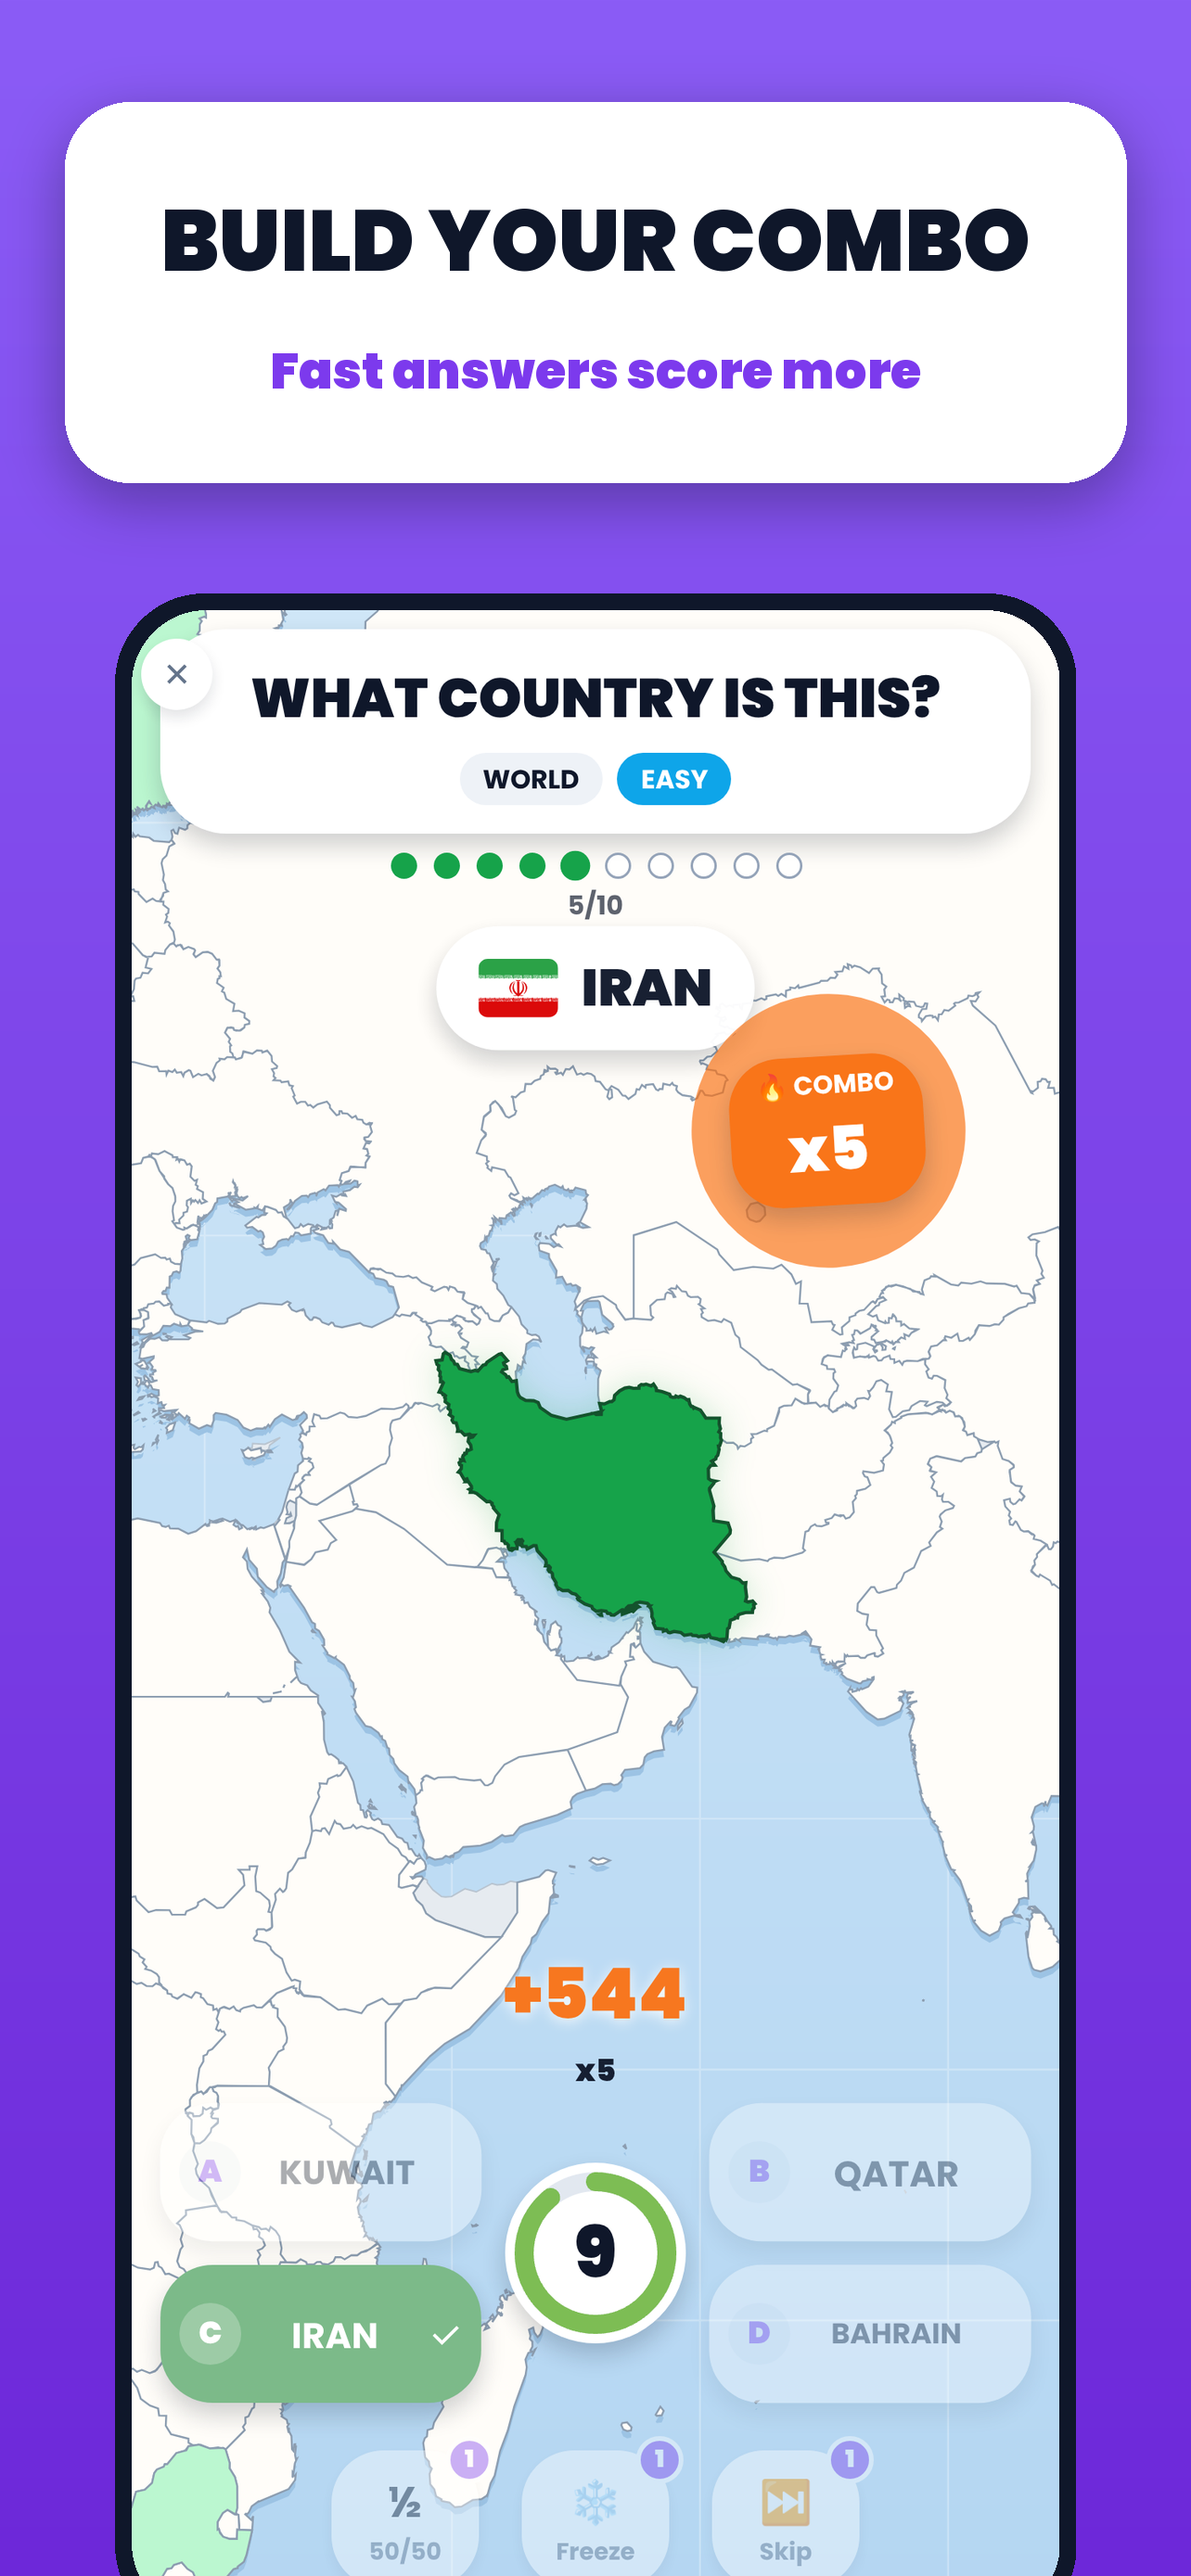 BUILD YOUR COMBO
Fast answers score more
×
WHAT COUNTRY IS THIS?
WORLD EASY
5/10
IRAN
🔥 COMBO
x5
+544
x5
A KUWAIT
B QATAR
9
C IRAN ✓
D BAHRAIN
1 1 1
½
50/50 Freeze Skip